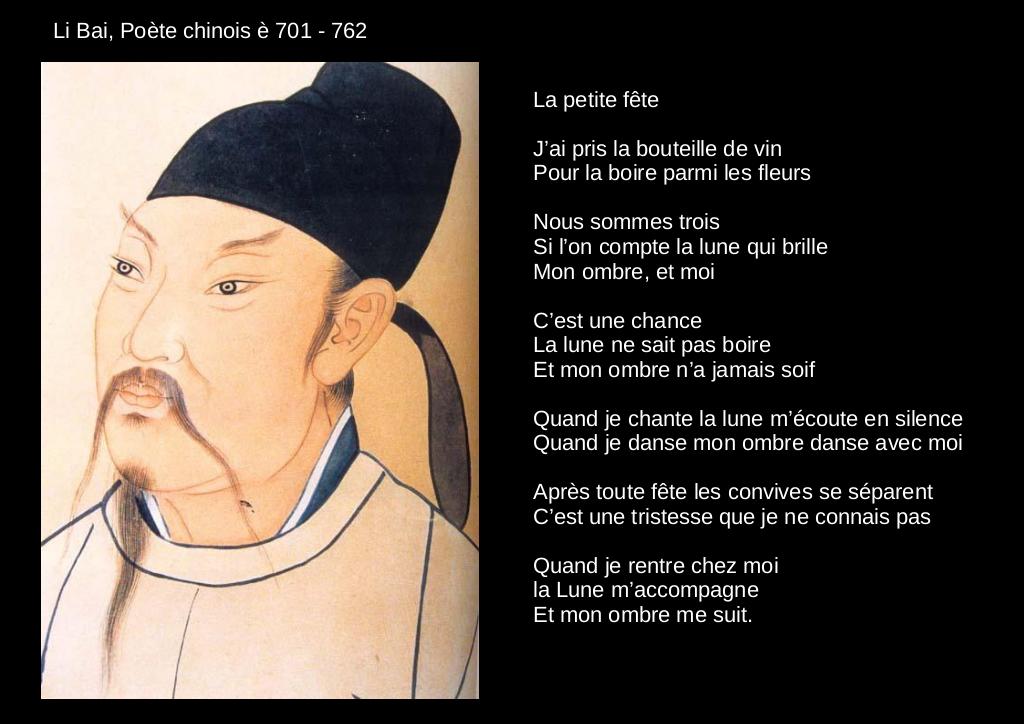 Li Bai, Poète chinois è 701 - 762
La petite fête
J’ai pris la bouteille de vin
Pour la boire parmi les fleurs
Nous sommes trois
Si l’on compte la lune qui brille
Mon ombre, et moi
C’est une chance
La lune ne sait pas boire
Et mon ombre n’a jamais soif
Quand je chante la lune m’écoute en silence
Quand je danse mon ombre danse avec moi
Après toute fête les convives se séparent
C’est une tristesse que je ne connais pas
Quand je rentre chez moi
la Lune m’accompagne
Et mon ombre me suit.